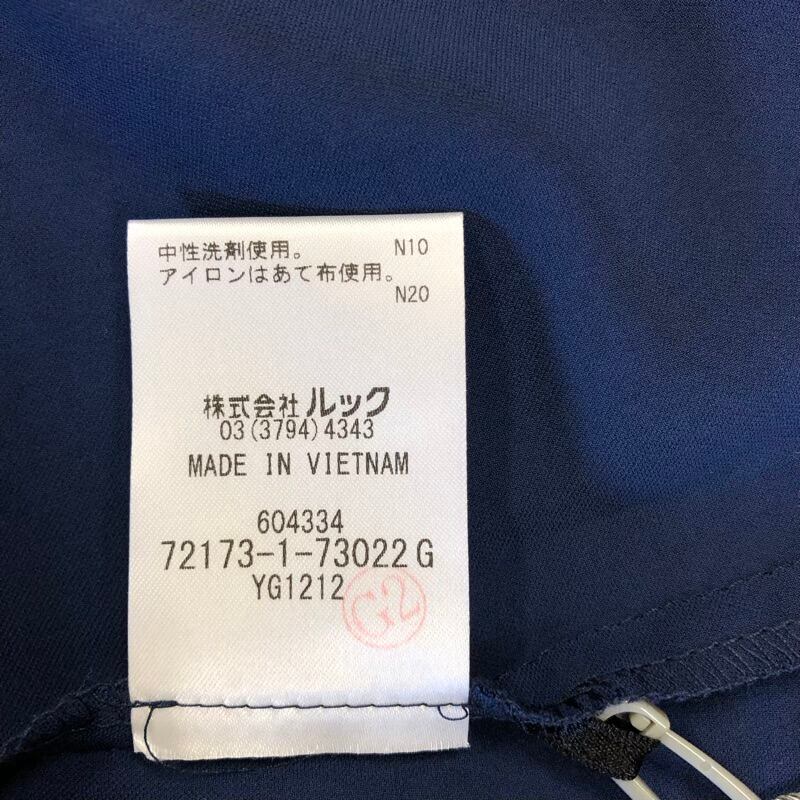 中性洗剤使用。 N10
アイロンはあて布使用。
N20
株式会社ルック
03(3794)4343
MADE IN VIETNAM
604334
72173-1-73022 G
YG1212
G2